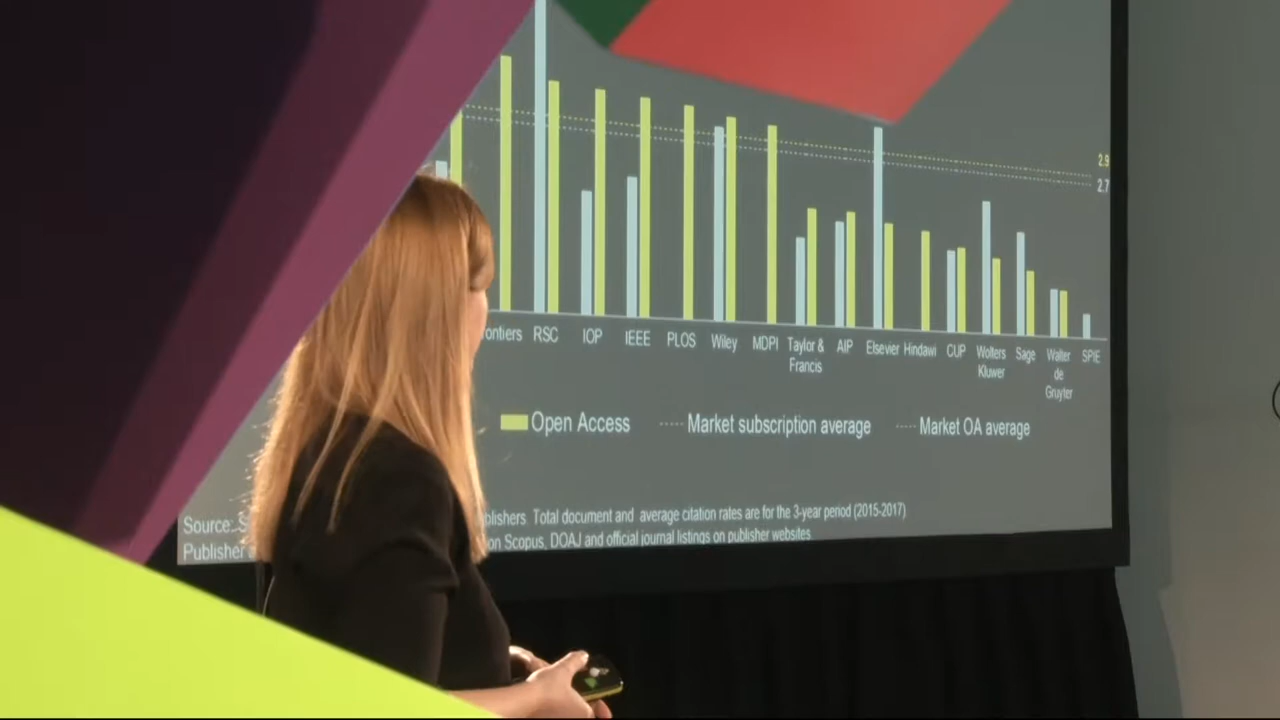 2.9
2.7
RSC IOP IEEE PLOS Wiley MDPI Taylor & AIP Elsevier Hindawi CUP Wolters Sage Walter SPIE
Francis Kluwer de
Gruyter
Open Access Market subscription average Market OA average
Source: Total document and average citation rates are for the 3-year period (2015-2017)
Publisher on Scopus, DOAJ and official journal listings on publisher websites